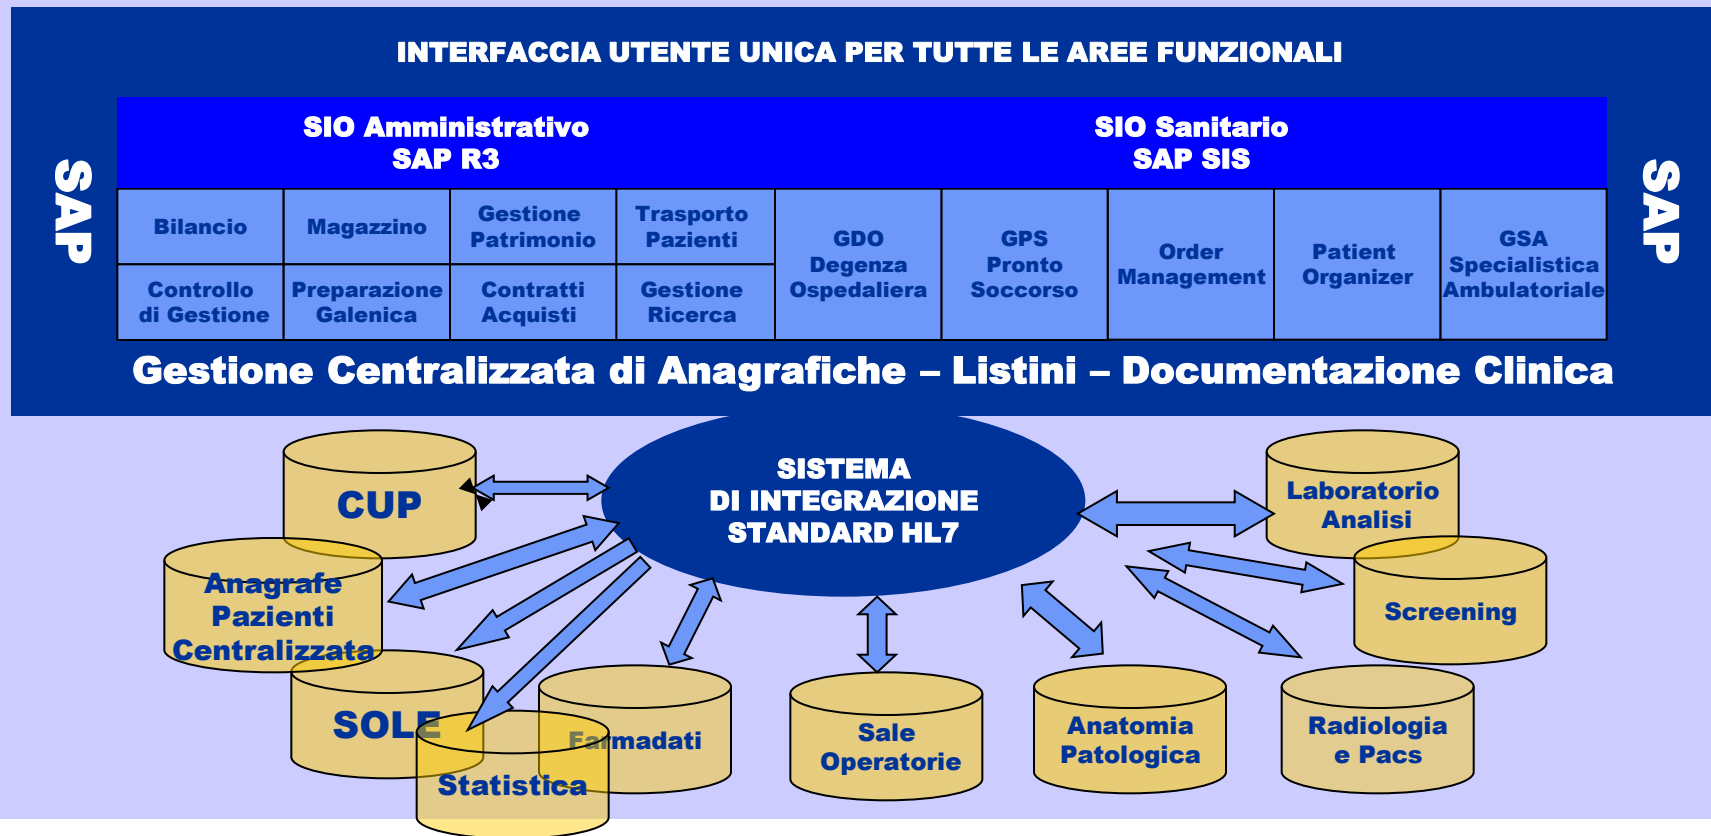 INTERFACCIA UTENTE UNICA PER TUTTE LE AREE FUNZIONALI
SAP
SIO Amministrativo
SAP R3
SIO Sanitario
SAP SIS
SAP
Bilancio
Magazzino
Gestione
Patrimonio
Trasporto
Pazienti
Controllo
di Gestione
Preparazione
Galenica
Contratti
Acquisti
Gestione
Ricerca
GDO
Degenza
Ospedaliera
GPS
Pronto
Soccorso
Order
Management
Patient
Organizer
GSA
Specialistica
Ambulatoriale
Gestione Centralizzata di Anagrafiche – Listini – Documentazione Clinica
SISTEMA
DI INTEGRAZIONE
STANDARD HL7
CUP
Anagrafe
Pazienti
Centralizzata
SOLE
Statistica
Farmadati
Sale
Operatorie
Anatomia
Patologica
Radiologia
e Pacs
Screening
Laboratorio
Analisi